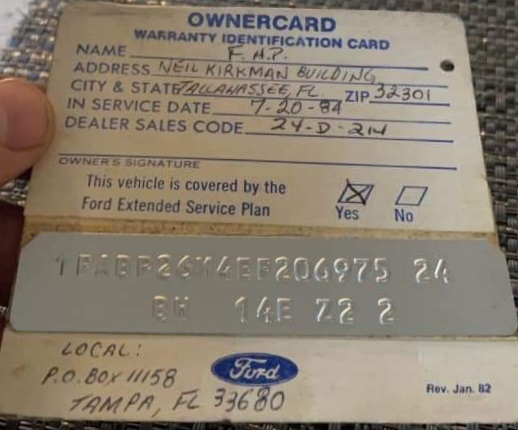 OWNERCARD
WARRANTY IDENTIFICATION CARD
NAME F.H.P.
ADDRESS NEIL KIRKMAN BUILDING
CITY & STATE TALLAHASSEE, FL ZIP 32301
IN SERVICE DATE 7-20-84
DEALER SALES CODE 24-D-214
OWNER'S SIGNATURE
This vehicle is covered by the
Ford Extended Service Plan
Yes No
1FABP26M4EF206975 24
BH 14E Z2 2
LOCAL:
P.O. BOX 11158
TAMPA, FL 33680
Ford
Rev. Jan. 82